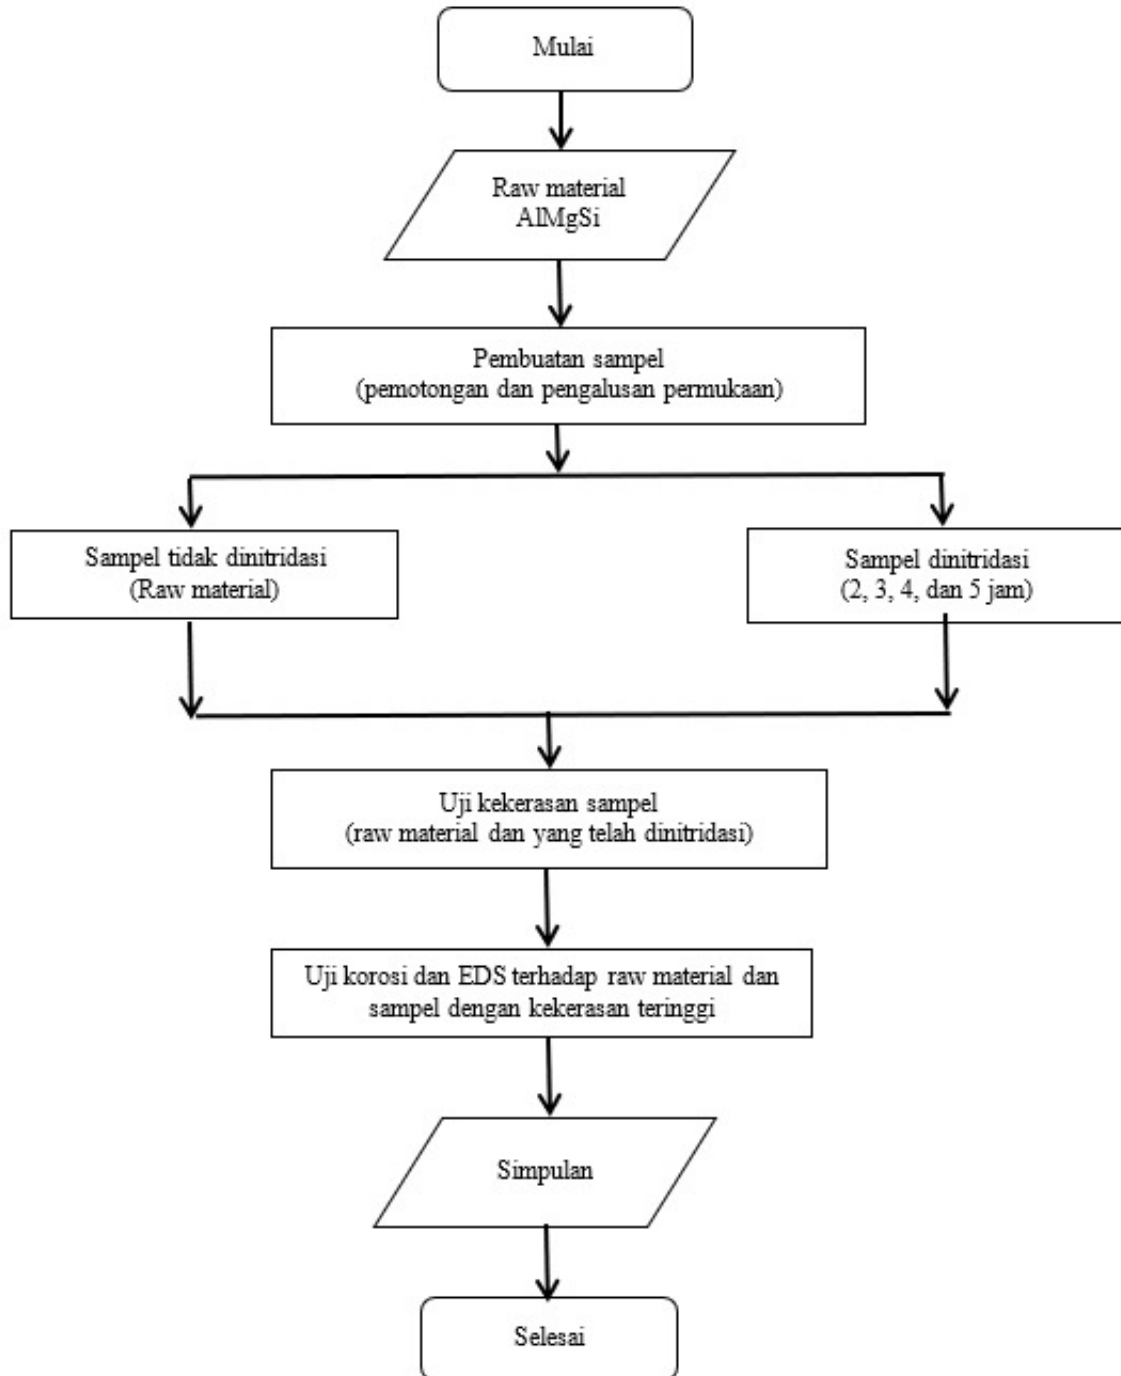 Mulai
Raw material
AlMgSi
Pembuatan sampel
(pemotongan dan pengalusan permukaan)
Sampel tidak dinitridasi
(Raw material)
Sampel dinitridasi
(2, 3, 4, dan 5 jam)
Uji kekerasan sampel
(raw material dan yang telah dinitridasi)
Uji korosi dan EDS terhadap raw material dan
sampel dengan kekerasan teringgi
Simpulan
Selesai